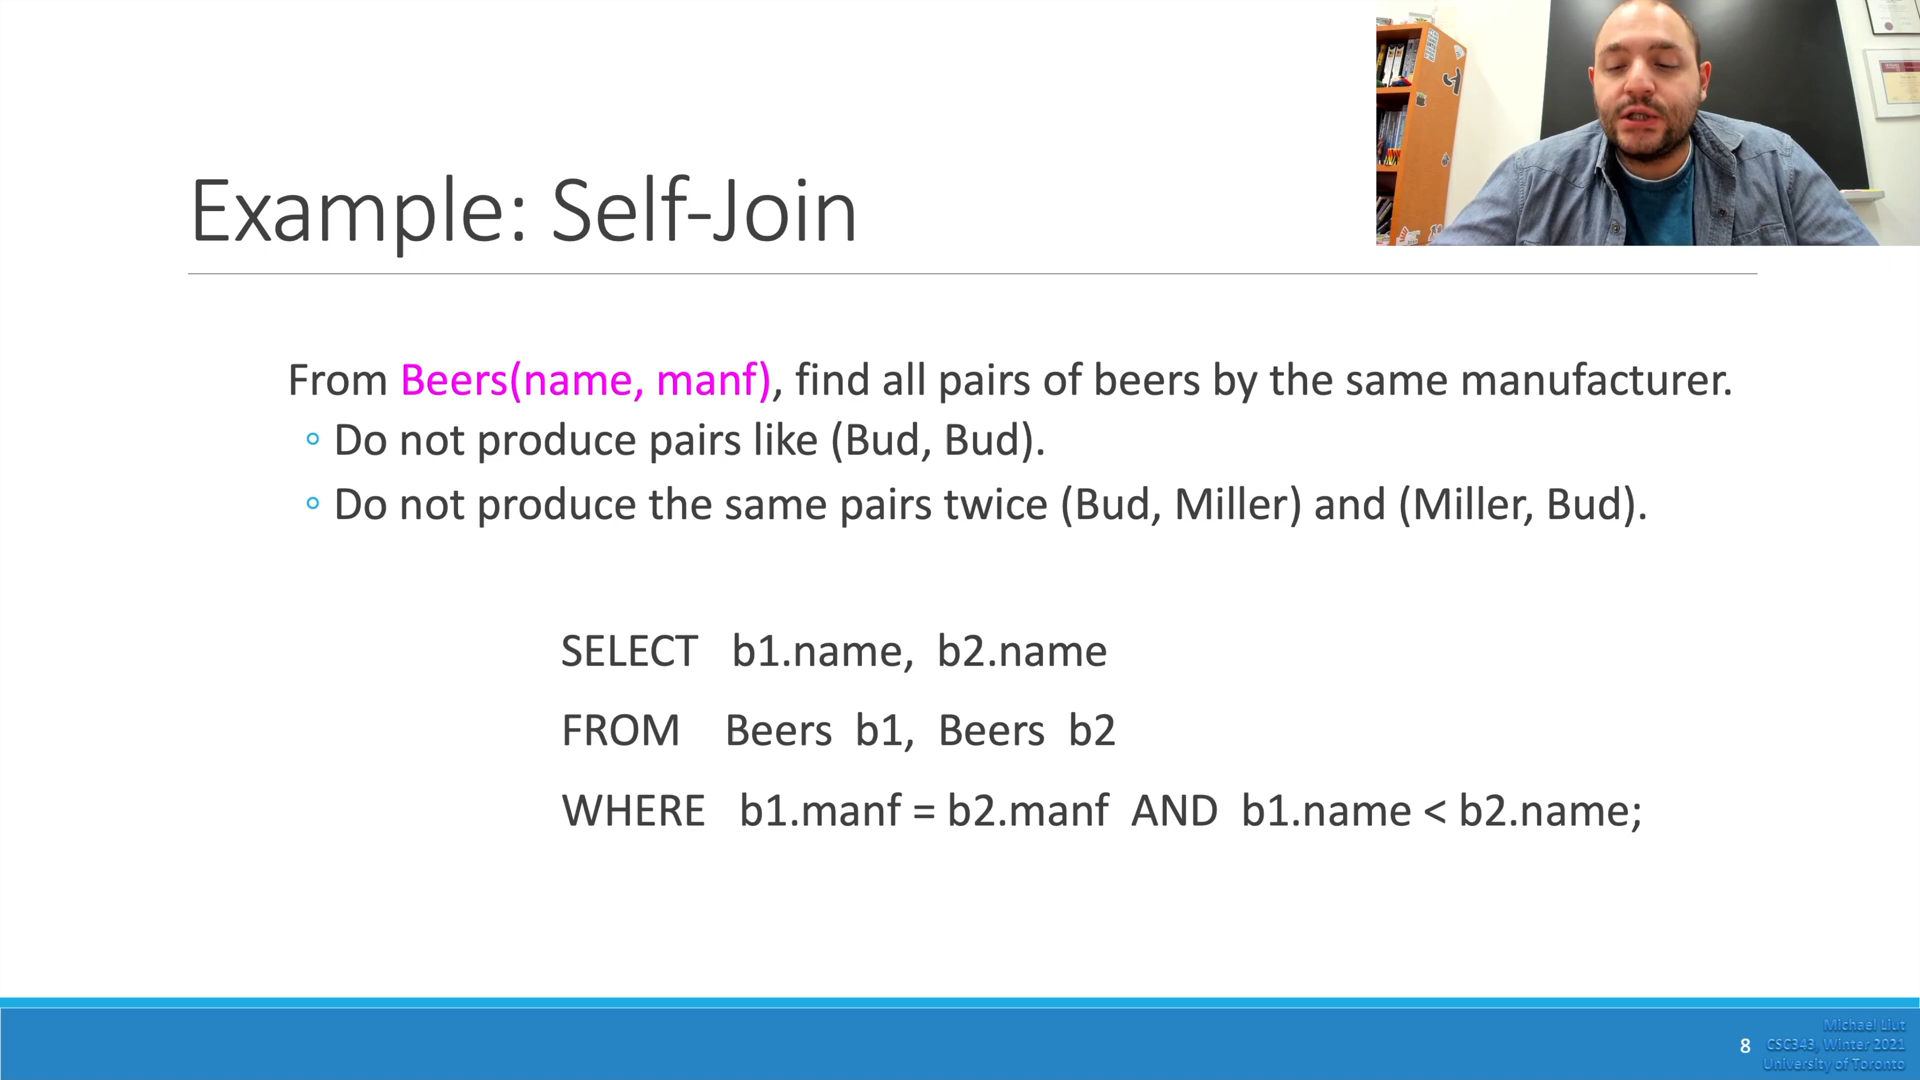 Example: Self-Join
From Beers(name, manf), find all pairs of beers by the same manufacturer.
◦ Do not produce pairs like (Bud, Bud).
◦ Do not produce the same pairs twice (Bud, Miller) and (Miller, Bud).
SELECT b1.name, b2.name
FROM Beers b1, Beers b2
WHERE b1.manf = b2.manf AND b1.name < b2.name;
8
Michael Liut
CSC343, Winter 2021
University of Toronto